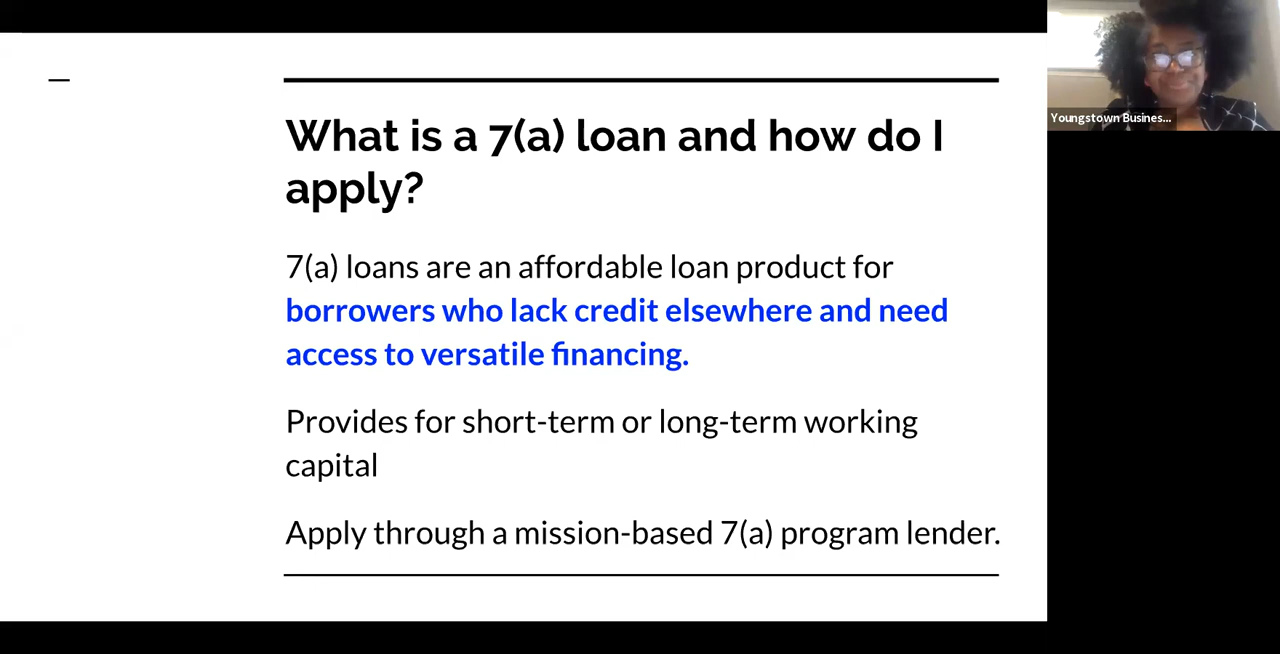 What is a 7(a) loan and how do I
apply?
7(a) loans are an affordable loan product for
borrowers who lack credit elsewhere and need
access to versatile financing.
Provides for short-term or long-term working
capital
Apply through a mission-based 7(a) program lender.
Youngstown Busines...